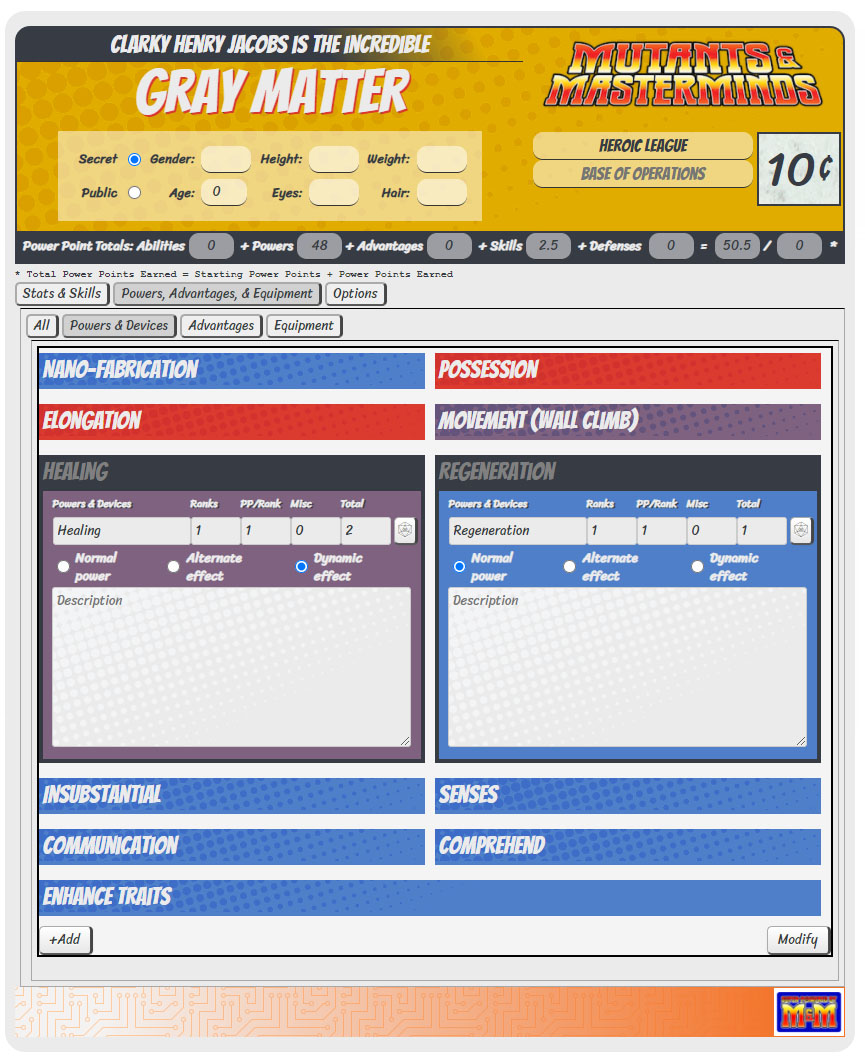 CLARKY HENRY JACOBS IS THE INCREDIBLE
GRAY MATTER
MUTANTS & MASTERMINDS
Secret Gender: Height: Weight:
Public Age: 0 Eyes: Hair:
HEROIC LEAGUE
BASE OF OPERATIONS
10¢
Power Point Totals: Abilities 0 + Powers 48 + Advantages 0 + Skills 2.5 + Defenses 0 = 50.5 / 0 *
* Total Power Points Earned = Starting Power Points + Power Points Earned
Stats & Skills Powers, Advantages, & Equipment Options
All Powers & Devices Advantages Equipment
NANO-FABRICATION POSSESSION
ELONGATION MOVEMENT (WALL CLIMB)
HEALING REGENERATION
Powers & Devices Ranks PP/Rank Misc Total Powers & Devices Ranks PP/Rank Misc Total
Healing 1 1 0 2 Regeneration 1 1 0 1
Normal power Alternate effect Dynamic effect Normal power Alternate effect Dynamic effect
Description Description
INSUBSTANTIAL SENSES
COMMUNICATION COMPREHEND
ENHANCE TRAITS
+Add Modify
M&M